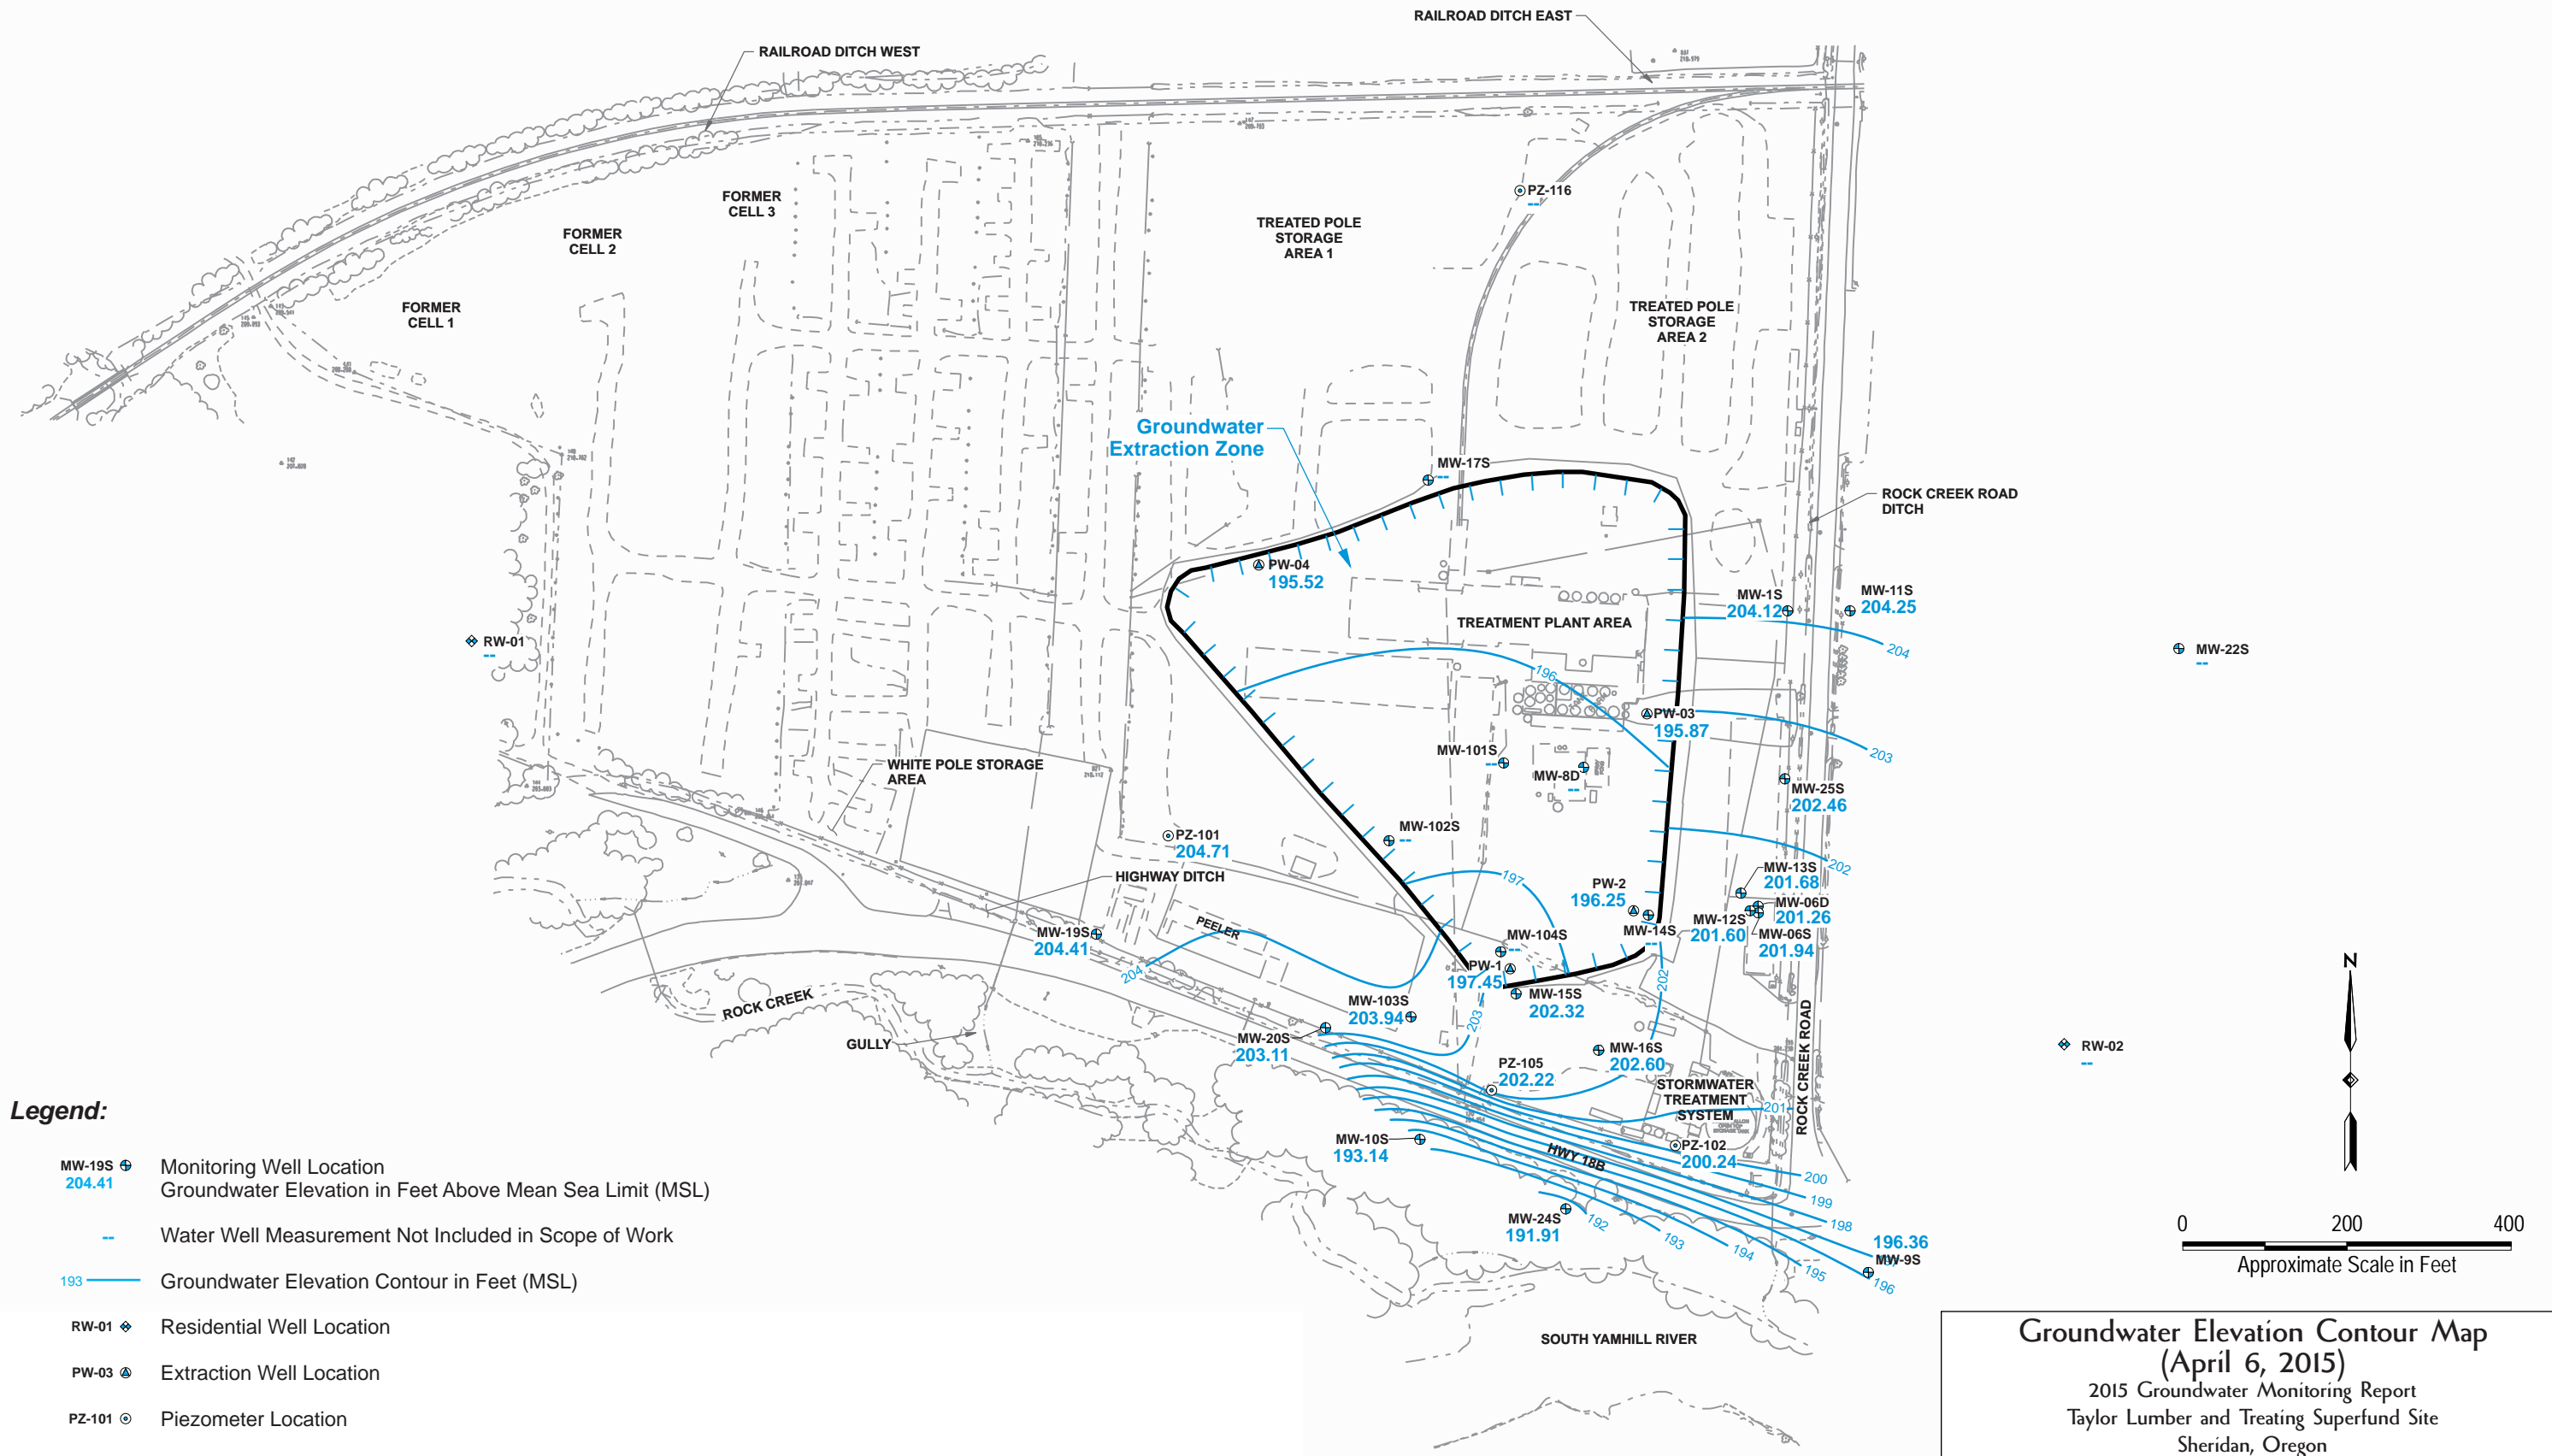 RAILROAD DITCH EAST
RAILROAD DITCH WEST
PZ-116
--
FORMER
CELL 3
FORMER
CELL 2
FORMER
CELL 1
TREATED POLE
STORAGE
AREA 1
TREATED POLE
STORAGE
AREA 2
Groundwater
Extraction Zone
MW-17S
--
ROCK CREEK ROAD
DITCH
PW-04
195.52
MW-1S
204.12
MW-11S
204.25
TREATMENT PLANT AREA
RW-01
--
204
MW-22S
--
196
PW-03
195.87
203
MW-101S
--
MW-8D
--
WHITE POLE STORAGE
AREA
MW-25S
202.46
MW-102S
--
PZ-101
204.71
202
MW-13S
201.68
HIGHWAY DITCH
197
PW-2
196.25
MW-06D
201.26
MW-12S
201.60
MW-06S
201.94
PEELER
MW-19S
204.41
MW-104S
--
MW-14S
--
PW-1
197.45
204
202
MW-15S
202.32
MW-103S
203.94
ROCK CREEK
203
MW-20S
203.11
GULLY
MW-16S
202.60
PZ-105
202.22
STORMWATER
TREATMENT
SYSTEM
201
ROCK CREEK ROAD
RW-02
--
N
MW-10S
193.14
HWY 18B
PZ-102
200.24
200
199
198
MW-24S
191.91
192
193
194
195
196.36
MW-9S
196
0 200 400
Approximate Scale in Feet
SOUTH YAMHILL RIVER
Legend:
MW-19S Monitoring Well Location
204.41 Groundwater Elevation in Feet Above Mean Sea Limit (MSL)
-- Water Well Measurement Not Included in Scope of Work
193 Groundwater Elevation Contour in Feet (MSL)
RW-01 Residential Well Location
PW-03 Extraction Well Location
PZ-101 Piezometer Location
Groundwater Elevation Contour Map
(April 6, 2015)
2015 Groundwater Monitoring Report
Taylor Lumber and Treating Superfund Site
Sheridan, Oregon